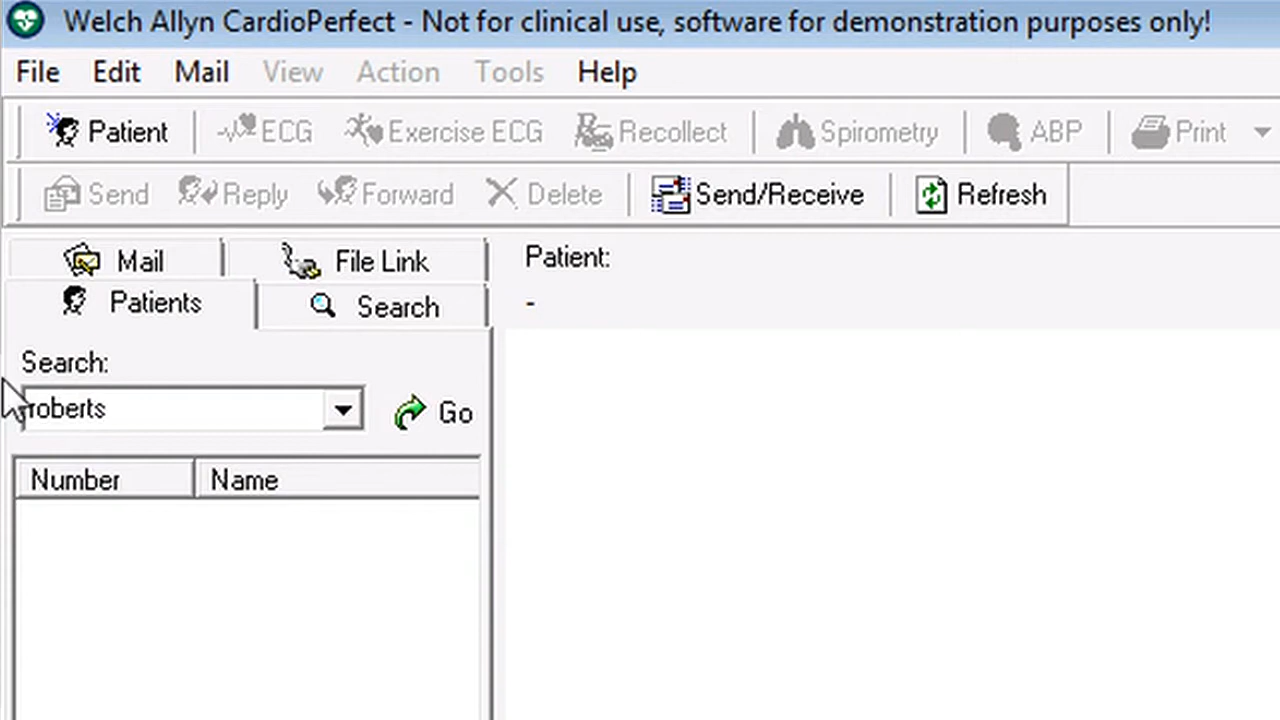 Welch Allyn CardioPerfect - Not for clinical use, software for demonstration purposes only!
File Edit Mail View Action Tools Help
Patient ECG Exercise ECG Recollect Spirometry ABP Print
Send Reply Forward Delete Send/Receive Refresh
Mail File Link
Patients Search
Patient:
-
Search:
roberts Go
Number Name